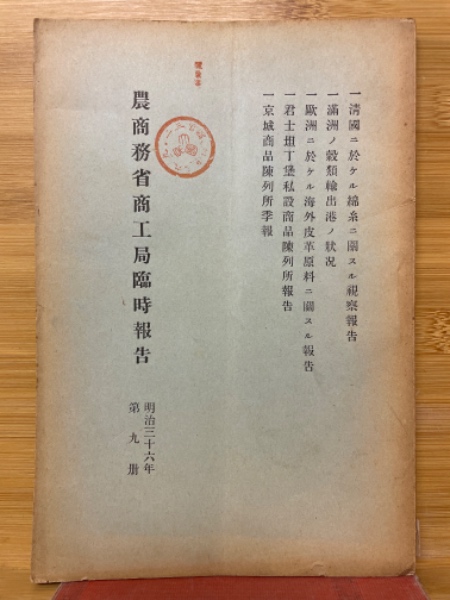 一清國ニ於ケル綿糸ニ關スル視察報告
一滿洲ノ穀類輸出港ノ狀况
一歐洲ニ於ケル海外皮革原料ニ關スル報告
一君士坦丁堡私設商品陳列所報告
一京城商品陳列所季報
農商務省商工局臨時報告
明治三十六年
第九册